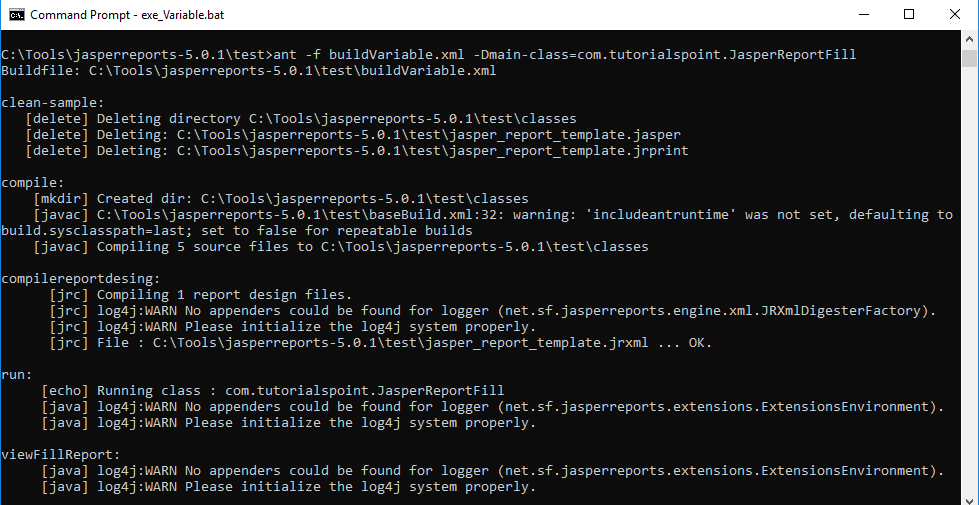 Command Prompt - exe_Variable.bat
C:\Tools\jasperreports-5.0.1\test>ant -f buildVariable.xml -Dmain-class=com.tutorialspoint.JasperReportFill
Buildfile: C:\Tools\jasperreports-5.0.1\test\buildVariable.xml
clean-sample:
[delete] Deleting directory C:\Tools\jasperreports-5.0.1\test\classes
[delete] Deleting: C:\Tools\jasperreports-5.0.1\test\jasper_report_template.jasper
[delete] Deleting: C:\Tools\jasperreports-5.0.1\test\jasper_report_template.jrprint
compile:
[mkdir] Created dir: C:\Tools\jasperreports-5.0.1\test\classes
[javac] C:\Tools\jasperreports-5.0.1\test\baseBuild.xml:32: warning: 'includeantruntime' was not set, defaulting to
build.sysclasspath=last; set to false for repeatable builds
[javac] Compiling 5 source files to C:\Tools\jasperreports-5.0.1\test\classes
compilereportdesing:
[jrc] Compiling 1 report design files.
[jrc] log4j:WARN No appenders could be found for logger (net.sf.jasperreports.engine.xml.JRXmlDigesterFactory).
[jrc] log4j:WARN Please initialize the log4j system properly.
[jrc] File : C:\Tools\jasperreports-5.0.1\test\jasper_report_template.jrxml ... OK.
run:
[echo] Running class : com.tutorialspoint.JasperReportFill
[java] log4j:WARN No appenders could be found for logger (net.sf.jasperreports.extensions.ExtensionsEnvironment).
[java] log4j:WARN Please initialize the log4j system properly.
viewFillReport:
[java] log4j:WARN No appenders could be found for logger (net.sf.jasperreports.extensions.ExtensionsEnvironment).
[java] log4j:WARN Please initialize the log4j system properly.